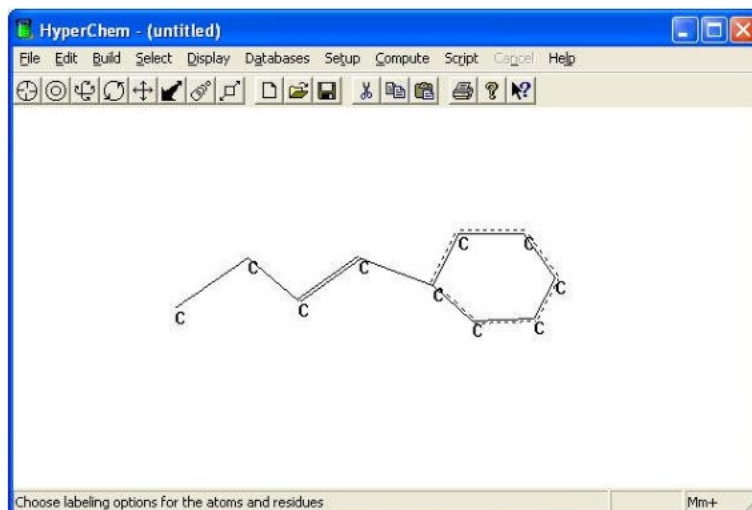 HyperChem - (untitled)
File Edit Build Select Display Databases Setup Compute Script Cancel Help
C C
C C C
C C C C C
Choose labeling options for the atoms and residues Mm+